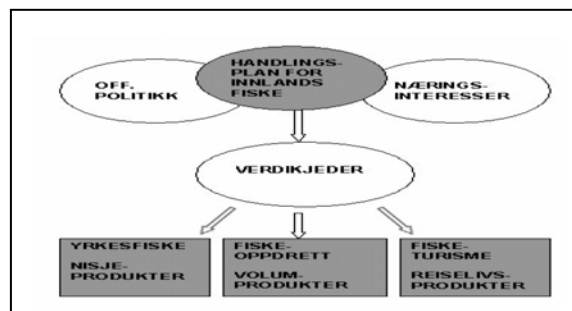 HANDLINGS-
PLAN FOR
INNLANDS
FISKE
OFF.
POLITIKK
NÆRINGS-
INTERESSER
VERDIKJEDER
YRKESFISKE
NISJE-
PRODUKTER
FISKE-
OPPDRETT
VOLUM-
PRODUKTER
FISKE-
TURISME
REISELIVS-
PRODUKTER